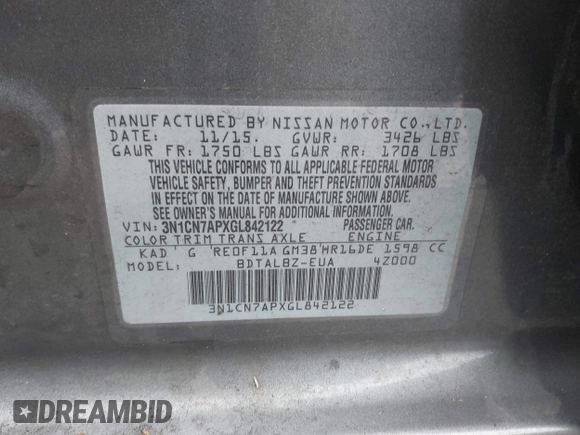 MANUFACTURED BY NISSAN MOTOR CO.,LTD.
DATE: 11/15. GVWR: 3426 LBS
GAWR FR: 1750 LBS GAWR RR: 1708 LBS
THIS VEHICLE CONFORMS TO ALL APPLICABLE FEDERAL MOTOR
VEHICLE SAFETY, BUMPER AND THEFT PREVENTION STANDARDS
IN EFFECT ON THE DATE OF MANUFACTURE SHOWN ABOVE.
SEE OWNER'S MANUAL FOR ADDITIONAL INFORMATION.
VIN: 3N1CN7APXGL842122 PASSENGER CAR.
COLOR TRIM TRANS AXLE ENGINE
KAD G RE0F11A GM38 HR16DE 1598 CC
MODEL: BDTALBZ-EUA 4Z000
3N1CN7APXGL842122
DREAMBID